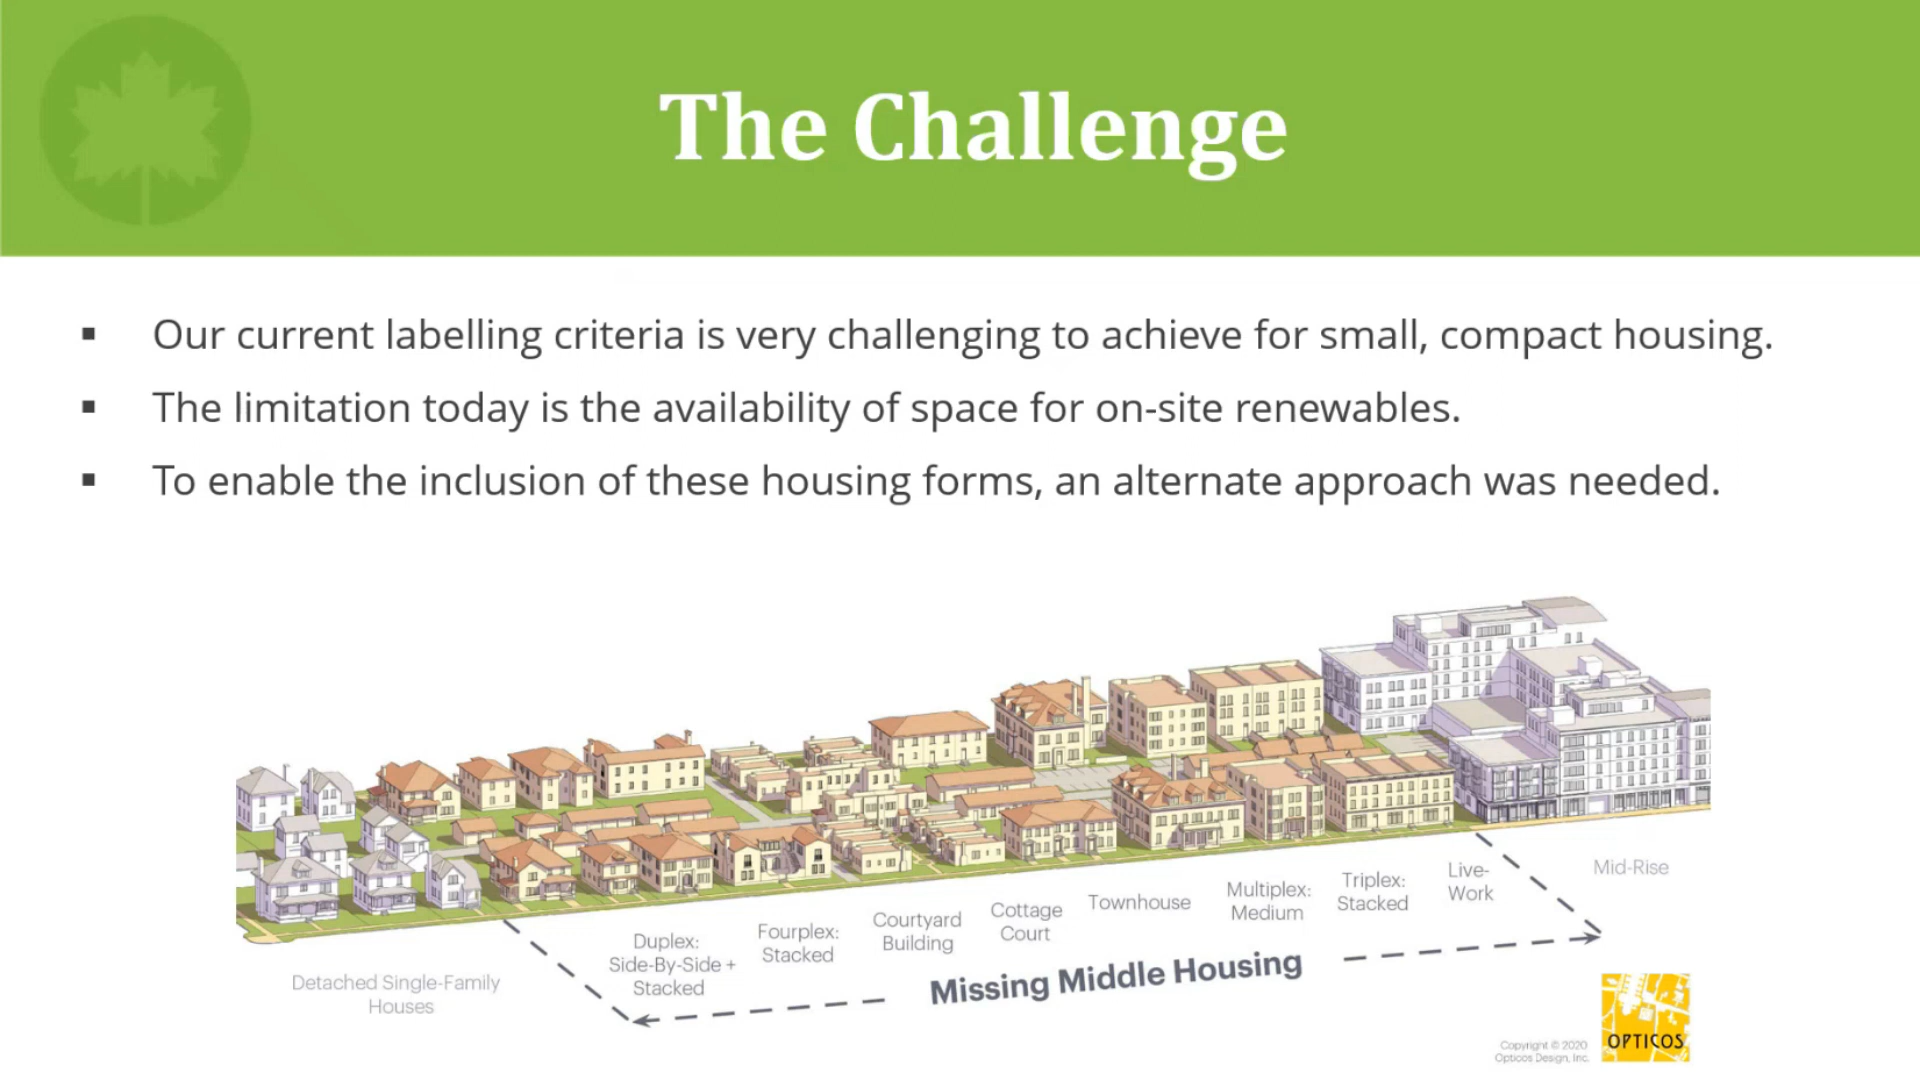 The Challenge
▪ Our current labelling criteria is very challenging to achieve for small, compact housing.
▪ The limitation today is the availability of space for on-site renewables.
▪ To enable the inclusion of these housing forms, an alternate approach was needed.
Detached Single-Family
Houses
Duplex:
Side-By-Side +
Stacked
Fourplex:
Stacked
Courtyard
Building
Cottage
Court
Townhouse
Multiplex:
Medium
Triplex:
Stacked
Live-
Work
Mid-Rise
Missing Middle Housing
Copyright © 2020
Opticos Design, Inc.
OPTICOS